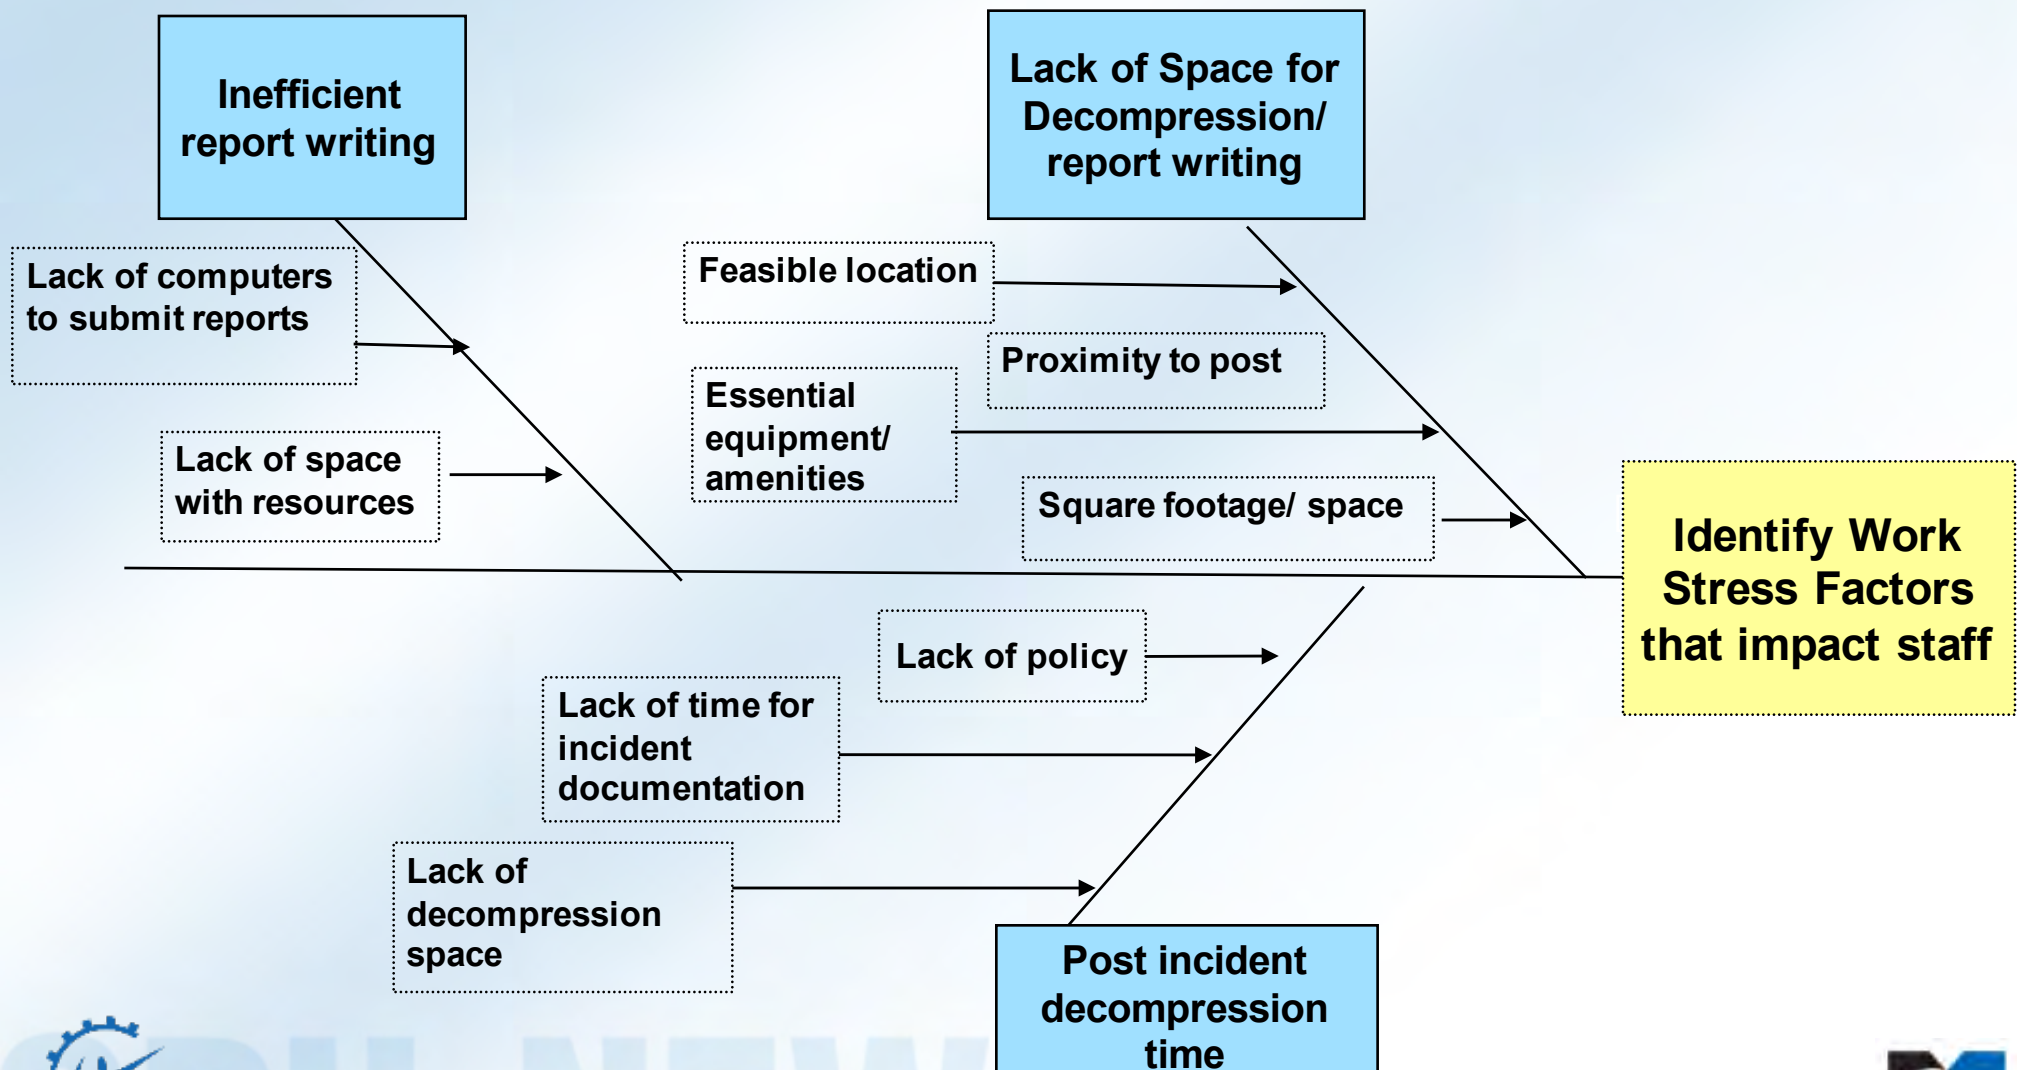 Inefficient
report writing
Lack of Space for
Decompression/
report writing
Lack of computers
to submit reports
Feasible location
Proximity to post
Essential
equipment/
amenities
Lack of space
with resources
Square footage/ space
Identify Work
Stress Factors
that impact staff
Lack of policy
Lack of time for
incident
documentation
Lack of
decompression
space
Post incident
decompression
time